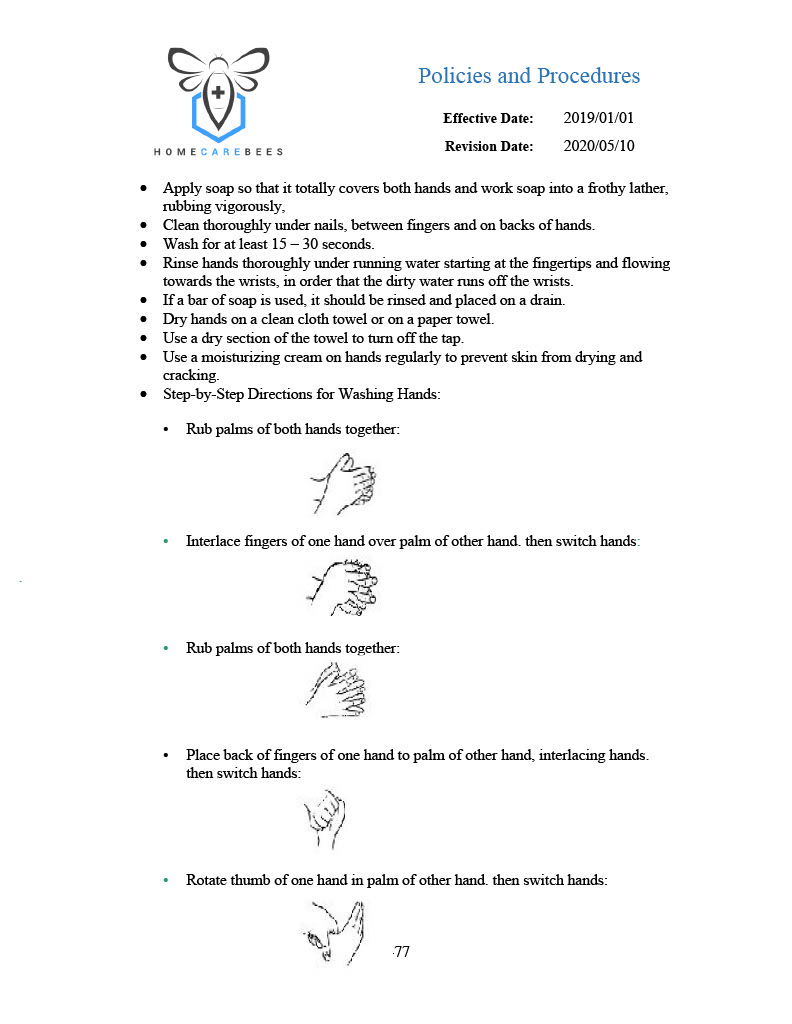 Policies and Procedures
Effective Date: 2019/01/01
Revision Date: 2020/05/10
HOMECAREBEES
• Apply soap so that it totally covers both hands and work soap into a frothy lather,
rubbing vigorously,
• Clean thoroughly under nails, between fingers and on backs of hands.
• Wash for at least 15 – 30 seconds.
• Rinse hands thoroughly under running water starting at the fingertips and flowing
towards the wrists, in order that the dirty water runs off the wrists.
• If a bar of soap is used, it should be rinsed and placed on a drain.
• Dry hands on a clean cloth towel or on a paper towel.
• Use a dry section of the towel to turn off the tap.
• Use a moisturizing cream on hands regularly to prevent skin from drying and
cracking.
• Step-by-Step Directions for Washing Hands:
• Rub palms of both hands together:
• Interlace fingers of one hand over palm of other hand. then switch hands:
• Rub palms of both hands together:
• Place back of fingers of one hand to palm of other hand, interlacing hands.
then switch hands:
• Rotate thumb of one hand in palm of other hand. then switch hands:
77